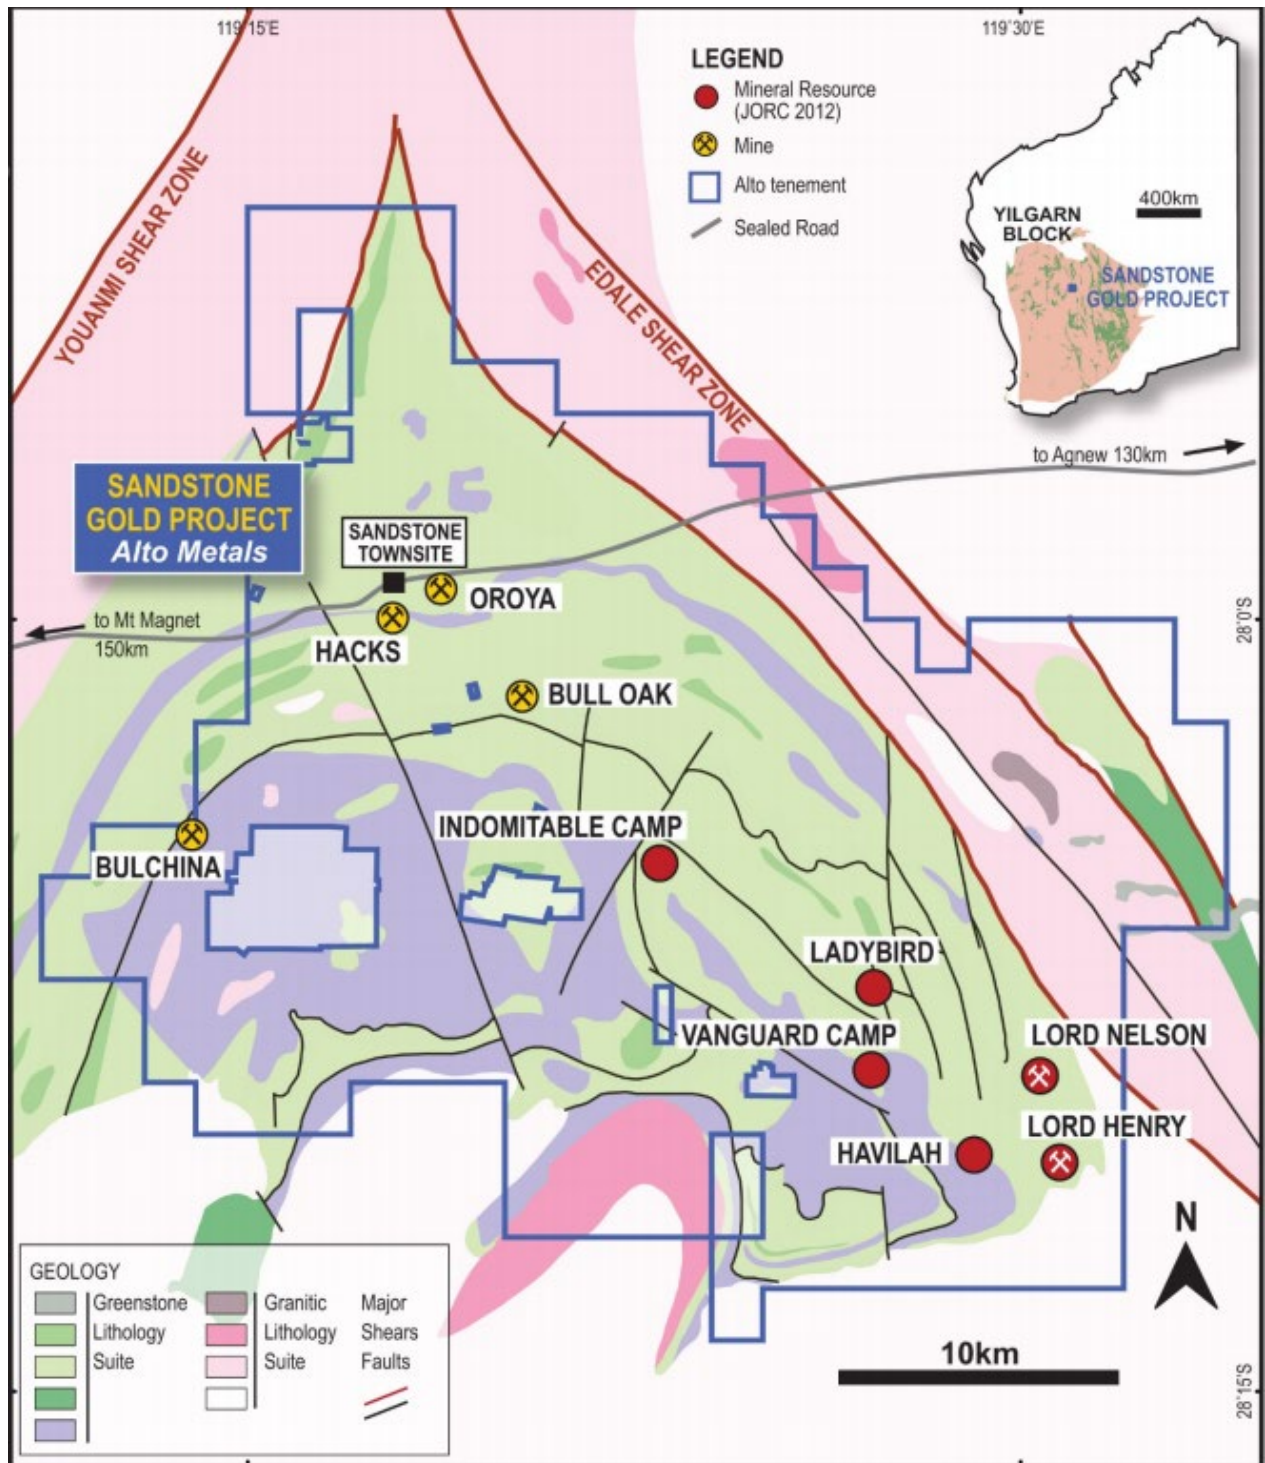 119°15'E
119°30'E
LEGEND
Mineral Resource
(JORC 2012)
Mine
Alto tenement
Sealed Road
400km
YILGARN
BLOCK
SANDSTONE
GOLD PROJECT
YOUANMI SHEAR ZONE
EDALE SHEAR ZONE
to Agnew 130km
SANDSTONE
GOLD PROJECT
Alto Metals
SANDSTONE
TOWNSITE
OROYA
to Mt Magnet
150km
HACKS
28°0'S
BULL OAK
INDOMITABLE CAMP
BULCHINA
LADYBIRD
VANGUARD CAMP
LORD NELSON
LORD HENRY
HAVILAH
N
GEOLOGY
Greenstone
Lithology
Suite
Granitic
Lithology
Suite
Major
Shears
Faults
10km
28°15'S